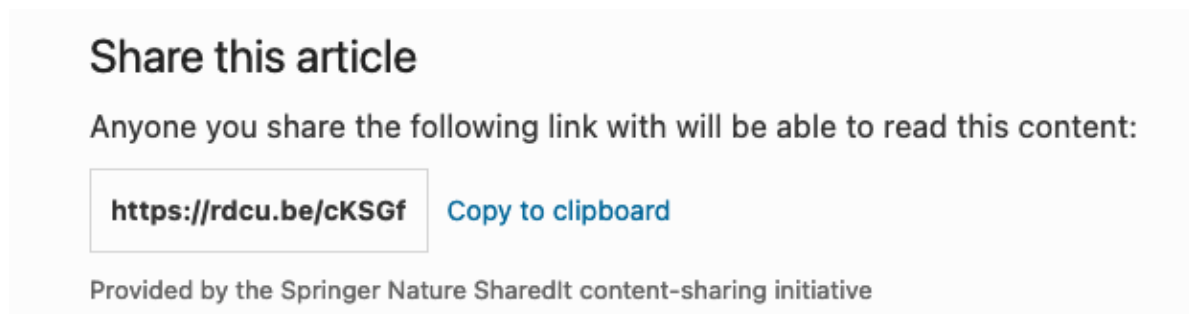 Share this article
Anyone you share the following link with will be able to read this content:
https://rdcu.be/cKSGf Copy to clipboard
Provided by the Springer Nature SharedIt content-sharing initiative